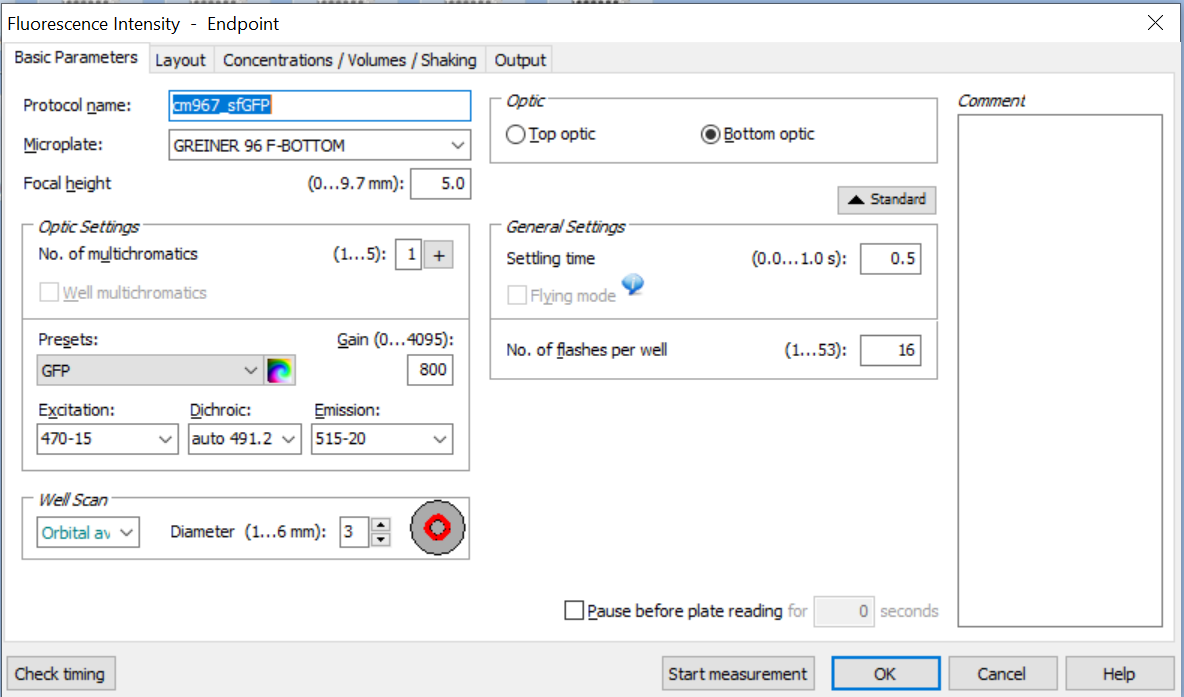 Fluorescence Intensity - Endpoint
Basic Parameters Layout Concentrations / Volumes / Shaking Output
Protocol name: cm967_sfGFP
Microplate: GREINER 96 F-BOTTOM
Focal height (0...9.7 mm): 5.0
Optic Settings
No. of multichromatics (1...5): 1 +
Well multichromatics
Presets: Gain (0...4095):
GFP 800
Excitation: Dichroic: Emission:
470-15 auto 491.2 515-20
Well Scan
Orbital av Diameter (1...6 mm): 3
Optic
Top optic Bottom optic
Standard
General Settings
Settling time (0.0...1.0 s): 0.5
Flying mode
No. of flashes per well (1...53): 16
Comment
Pause before plate reading for 0 seconds
Check timing Start measurement OK Cancel Help